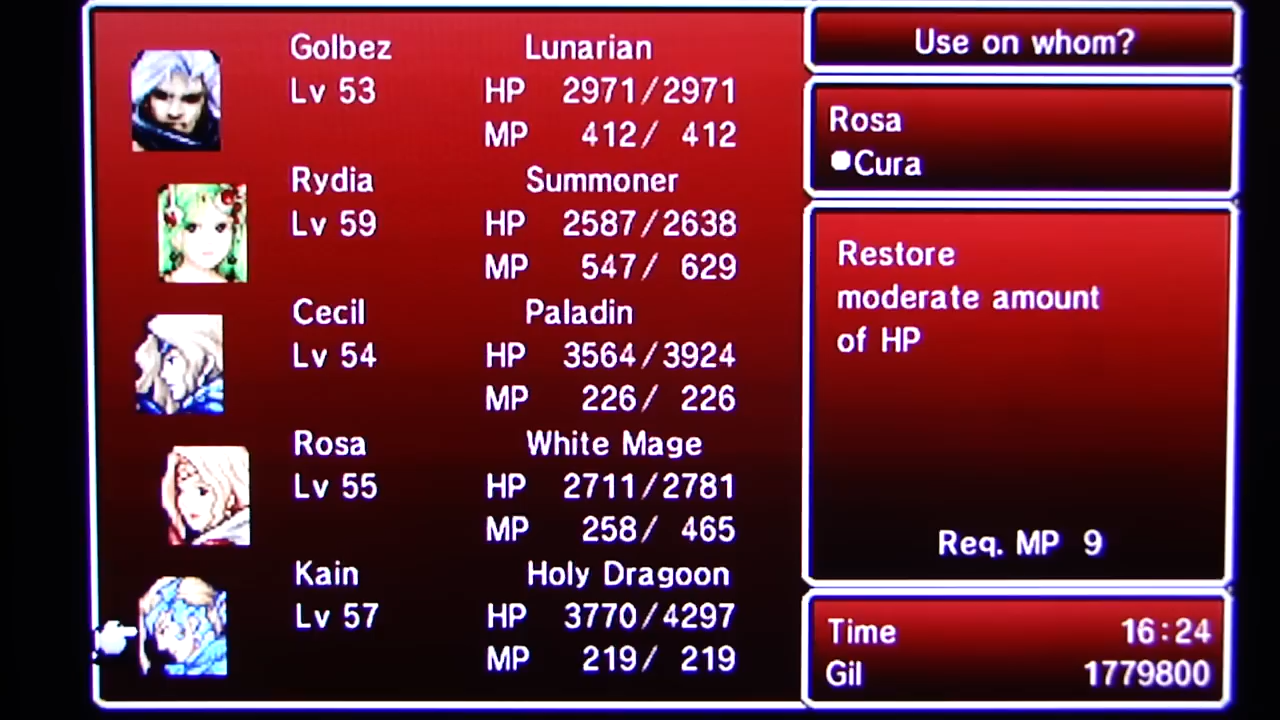 Golbez Lunarian
Lv 53 HP 2971/2971
MP 412/ 412
Rydia Summoner
Lv 59 HP 2587/2638
MP 547/ 629
Cecil Paladin
Lv 54 HP 3564/3924
MP 226/ 226
Rosa White Mage
Lv 55 HP 2711/2781
MP 258/ 465
Kain Holy Dragoon
Lv 57 HP 3770/4297
MP 219/ 219
Use on whom?
Rosa
●Cura
Restore
moderate amount
of HP
Req. MP 9
Time 16:24
Gil 1779800